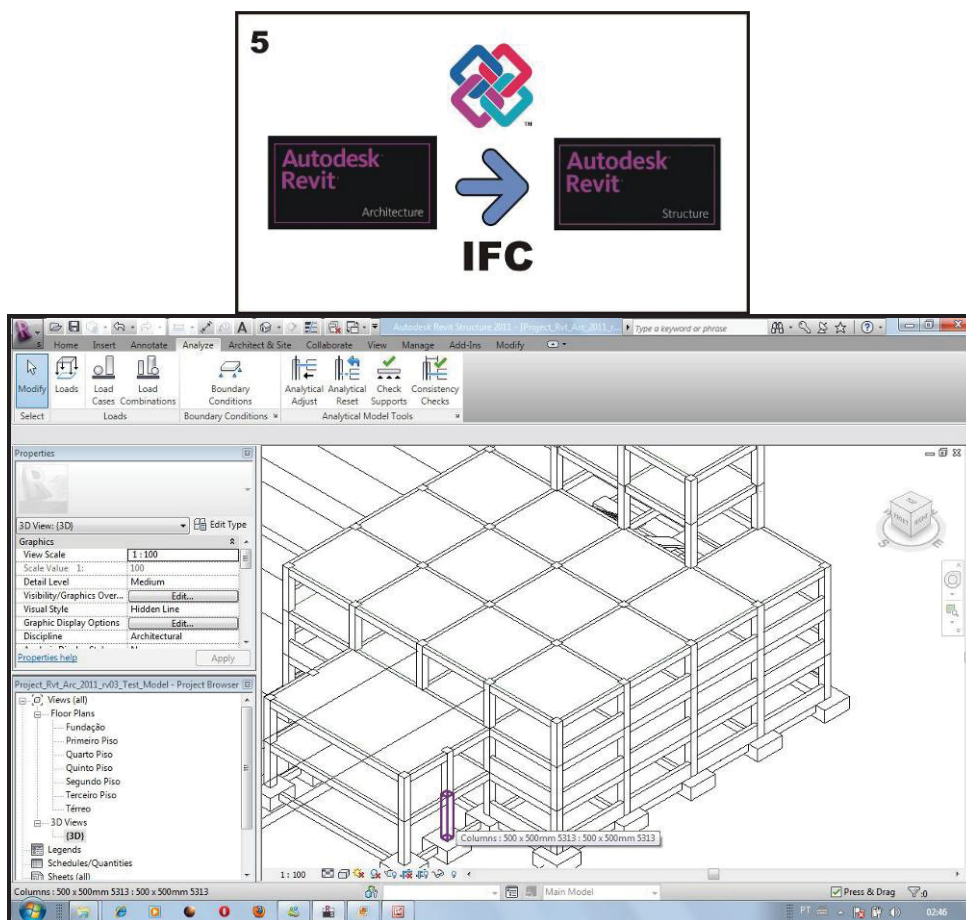 5
TM
Autodesk
Revit
Architecture
Autodesk
Revit
Structure
IFC
Autodesk Revit Structure 2011 - [Project_Rvt_Arc_2011_r...
Type a keyword or phrase
Home Insert Annotate Analyze Architect & Site Collaborate View Manage Add-Ins Modify
Modify Loads Load Cases Load Combinations Boundary Conditions Analytical Adjust Analytical Reset Check Supports Consistency Checks
Select Loads Boundary Conditions Analytical Model Tools
Properties
3D View: {3D} Edit Type
Graphics
View Scale 1 : 100
Scale Value 1: 100
Detail Level Medium
Visibility/Graphics Over... Edit...
Visual Style Hidden Line
Graphic Display Options Edit...
Discipline Architectural
Properties help Apply
Project_Rvt_Arc_2011_rv03_Test_Model - Project Browser
Views (all)
Floor Plans
Fundação
Primeiro Piso
Quarto Piso
Quinto Piso
Segundo Piso
Terceiro Piso
Térreo
3D Views
{3D}
Legends
Schedules/Quantities
Sheets (all)
TOP
FRONT
S
E
Columns : 500 x 500mm 5313 : 500 x 500mm 5313
1 : 100
Columns : 500 x 500mm 5313 : 500 x 500mm 5313
Main Model
Press & Drag
:0
PT
02:46